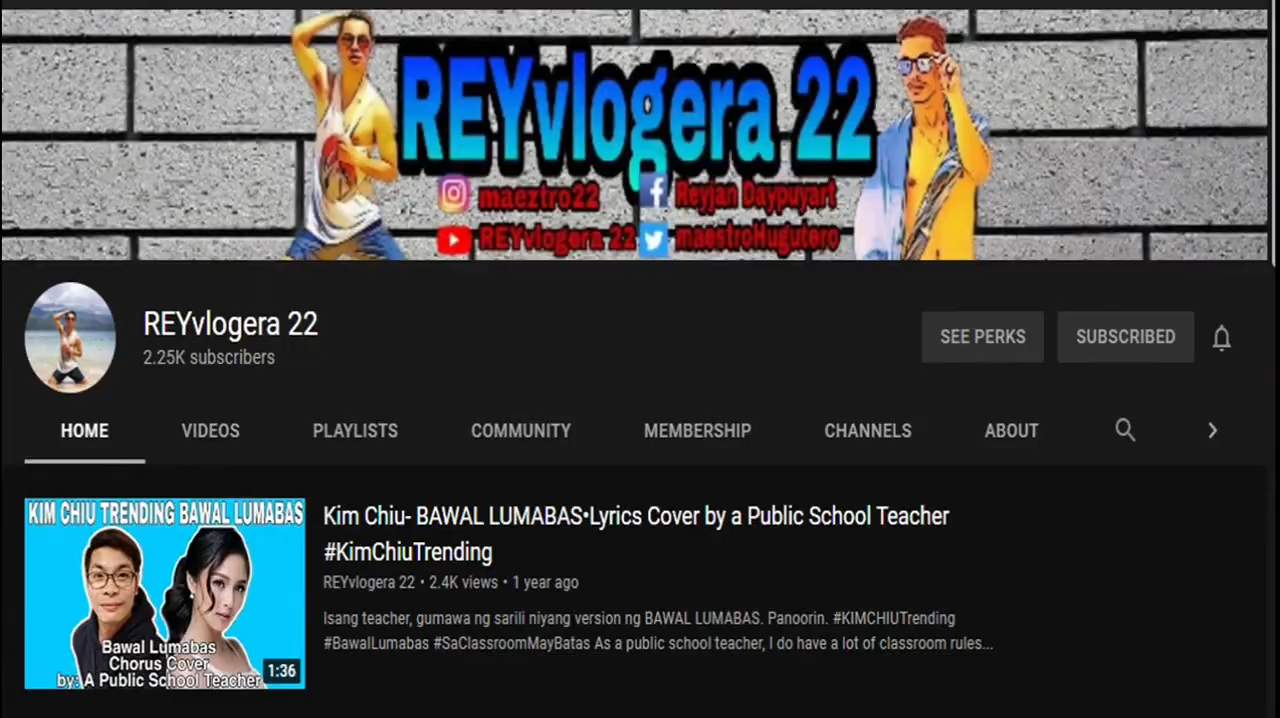 REYvlogera 22
maeztro22
Reyjan Daypuyart
REYvlogera 22
maestroHugutero
REYvlogera 22
2.25K subscribers
SEE PERKS
SUBSCRIBED
HOME
VIDEOS
PLAYLISTS
COMMUNITY
MEMBERSHIP
CHANNELS
ABOUT
KIM CHIU TRENDING BAWAL LUMABAS
Bawal Lumabas
Chorus Cover
by: A Public School Teacher
1:36
Kim Chiu- BAWAL LUMABAS•Lyrics Cover by a Public School Teacher
#KimChiuTrending
REYvlogera 22 • 2.4K views • 1 year ago
Isang teacher, gumawa ng sarili niyang version ng BAWAL LUMABAS. Panoorin. #KIMCHIUTrending
#BawalLumabas #SaClassroomMayBatas As a public school teacher, I do have a lot of classroom rules...